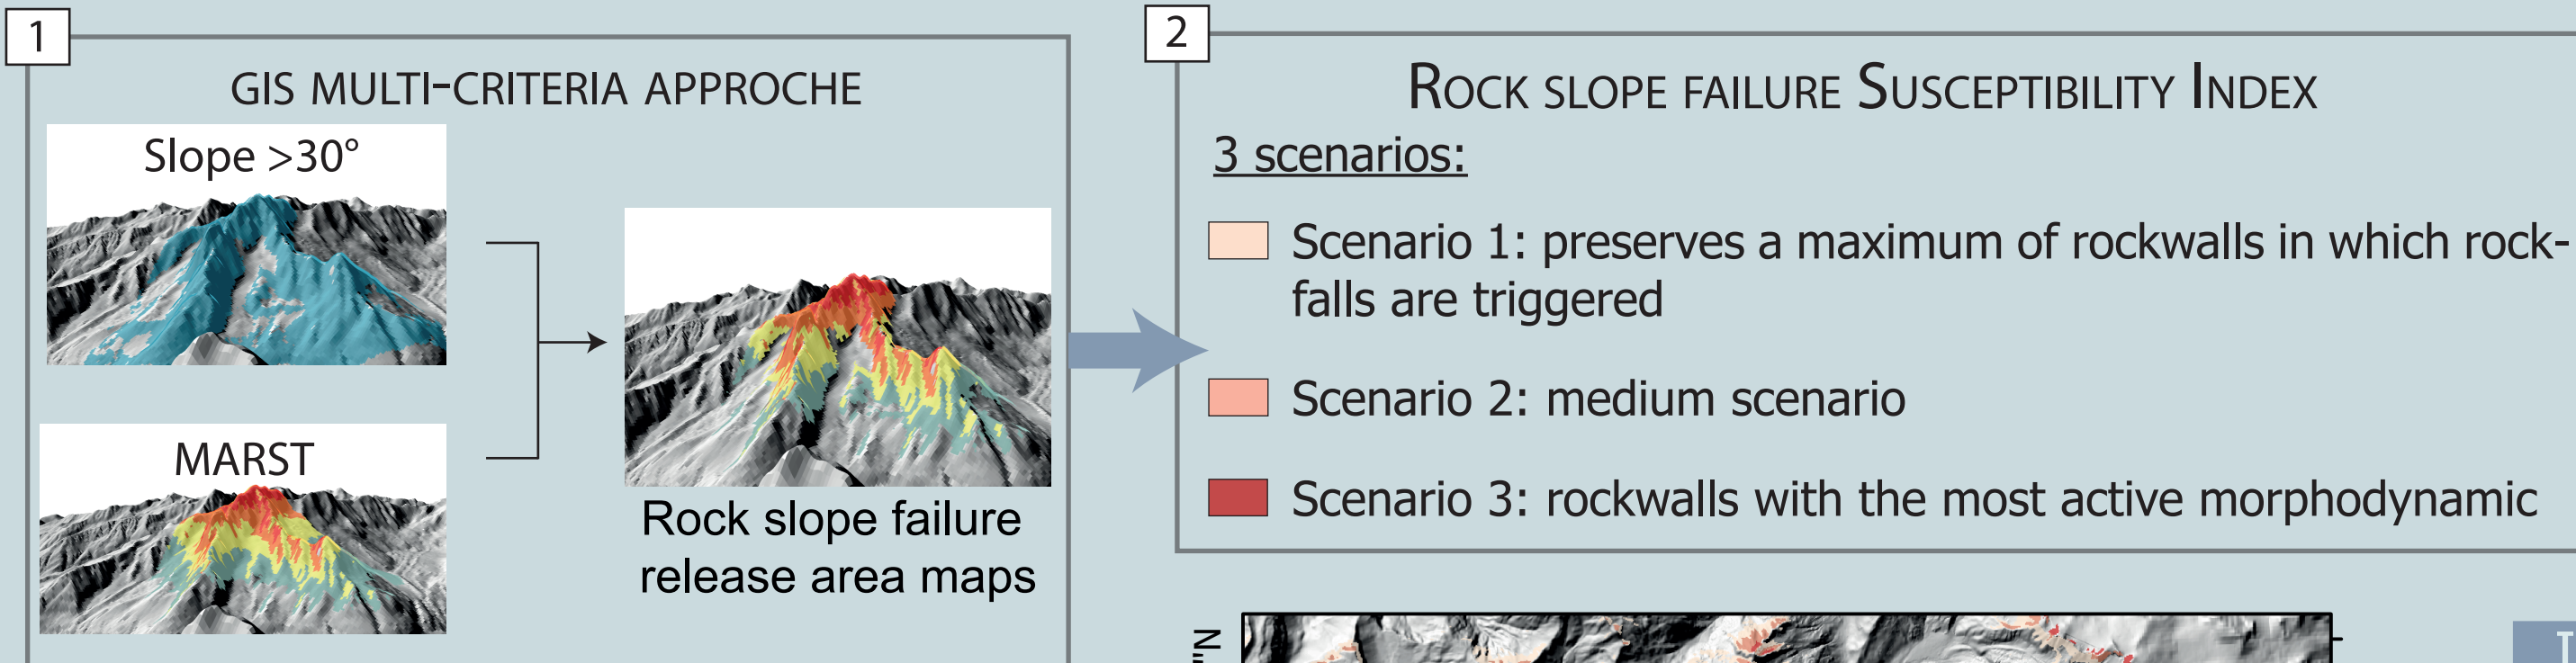 1
GIS MULTI-CRITERIA APPROCHE
Slope >30°
MARST
Rock slope failure
release area maps
2
ROCK SLOPE FAILURE SUSCEPTIBILITY INDEX
3 scenarios:
Scenario 1: preserves a maximum of rockwalls in which rock-
falls are triggered
Scenario 2: medium scenario
Scenario 3: rockwalls with the most active morphodynamic
"N
T